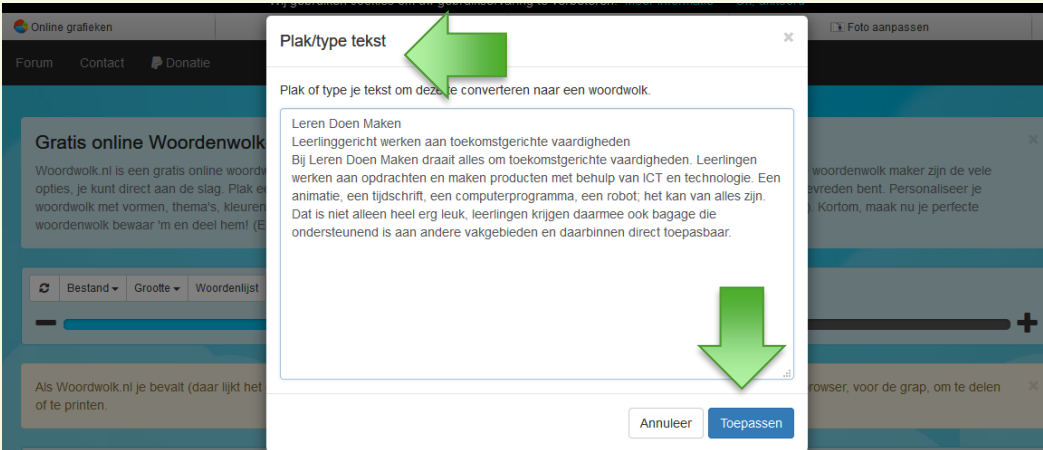 Online grafieken
Foto aanpassen
Forum Contact Donatie
Plak/type tekst
×
Plak of type je tekst om deze te converteren naar een woordwolk.
Leren Doen Maken
Leerlinggericht werken aan toekomstgerichte vaardigheden
Bij Leren Doen Maken draait alles om toekomstgerichte vaardigheden. Leerlingen
werken aan opdrachten en maken producten met behulp van ICT en technologie. Een
animatie, een tijdschrift, een computerprogramma, een robot; het kan van alles zijn.
Dat is niet alleen heel erg leuk, leerlingen krijgen daarmee ook bagage die
ondersteunend is aan andere vakgebieden en daarbinnen direct toepasbaar.
Annuleer Toepassen
Gratis online Woordenwolk
Woordwolk.nl is een gratis online woordw
woordenwolk maker zijn de vele
opties, je kunt direct aan de slag. Plak
evreden bent. Personaliseer je
woordwolk met vormen, thema's, kleuren
). Kortom, maak nu je perfecte
woordenwolk bewaar 'm en deel hem! (E
Bestand Grootte Woordenlijst
Als Woordwolk.nl je bevalt (daar lijkt het
rowser, voor de grap, om te delen
of te printen.